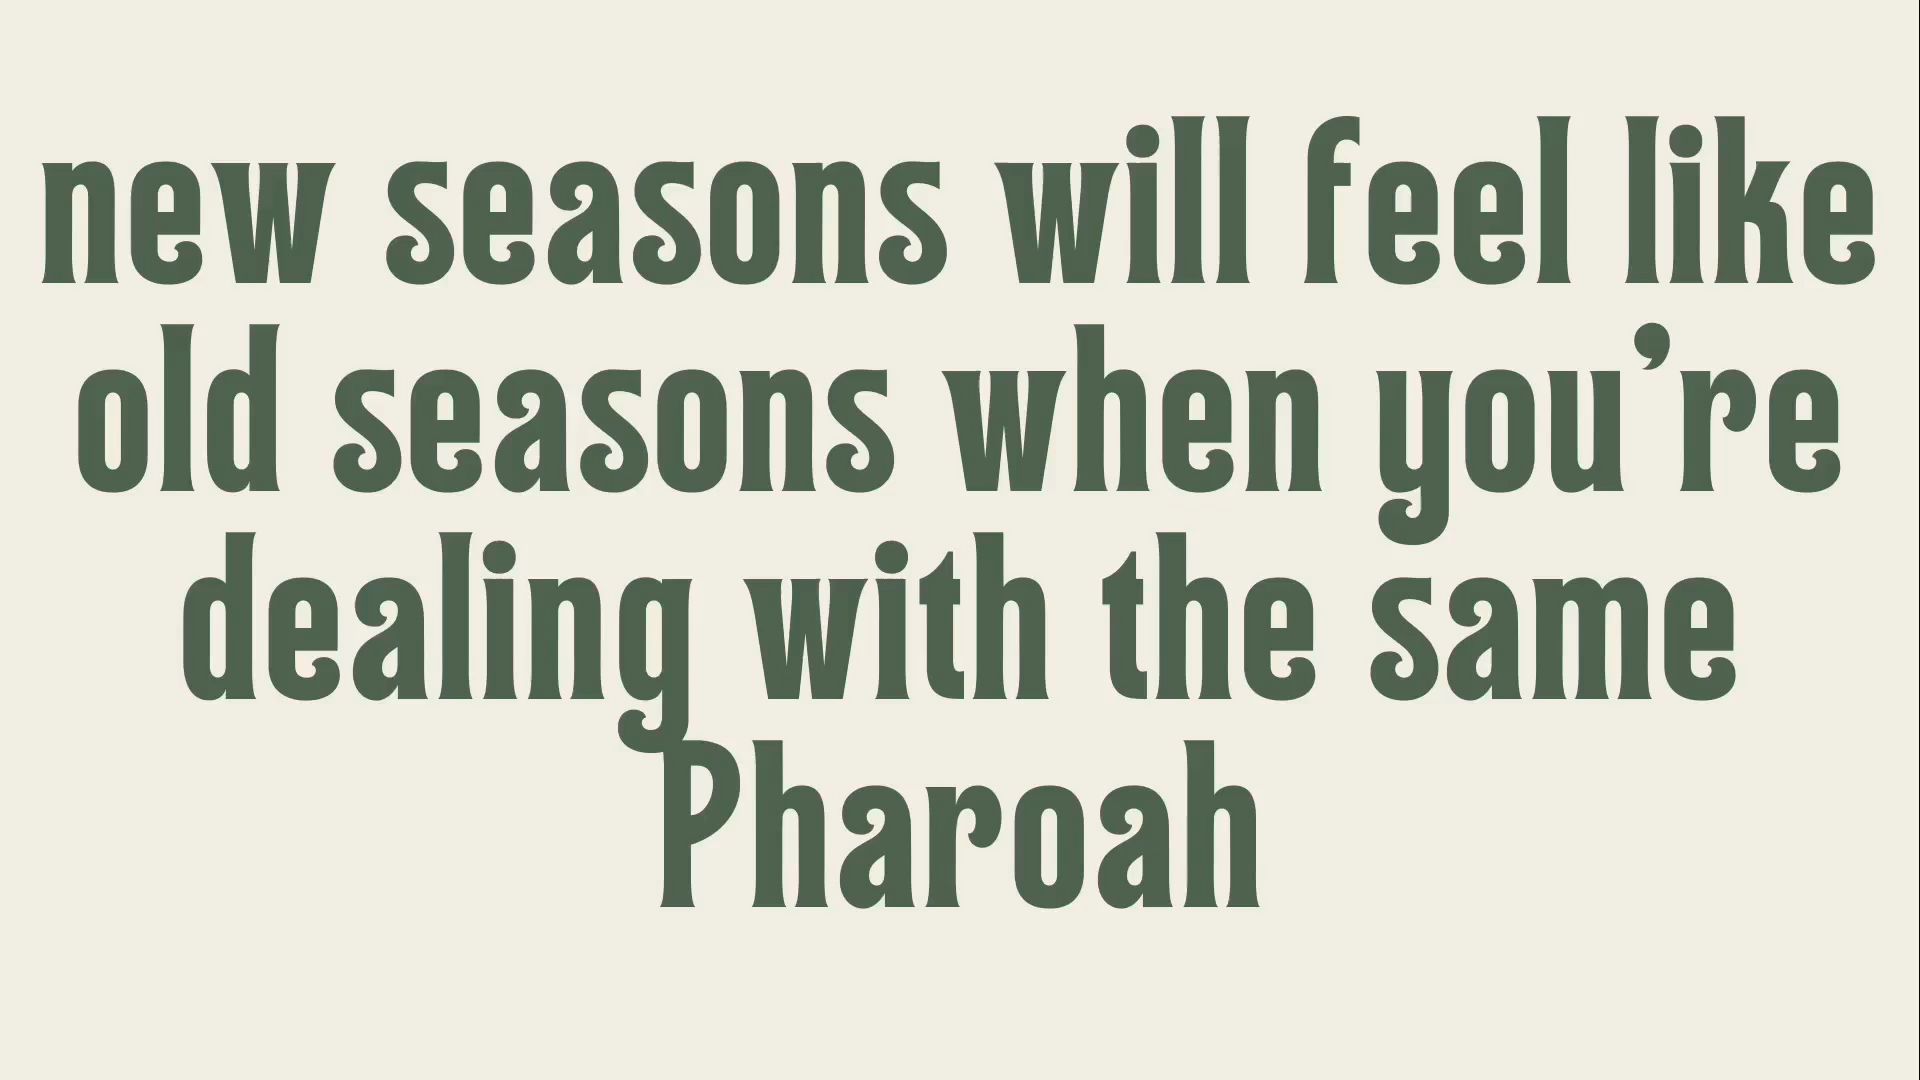 new seasons will feel like
old seasons when you’re
dealing with the same
Pharoah